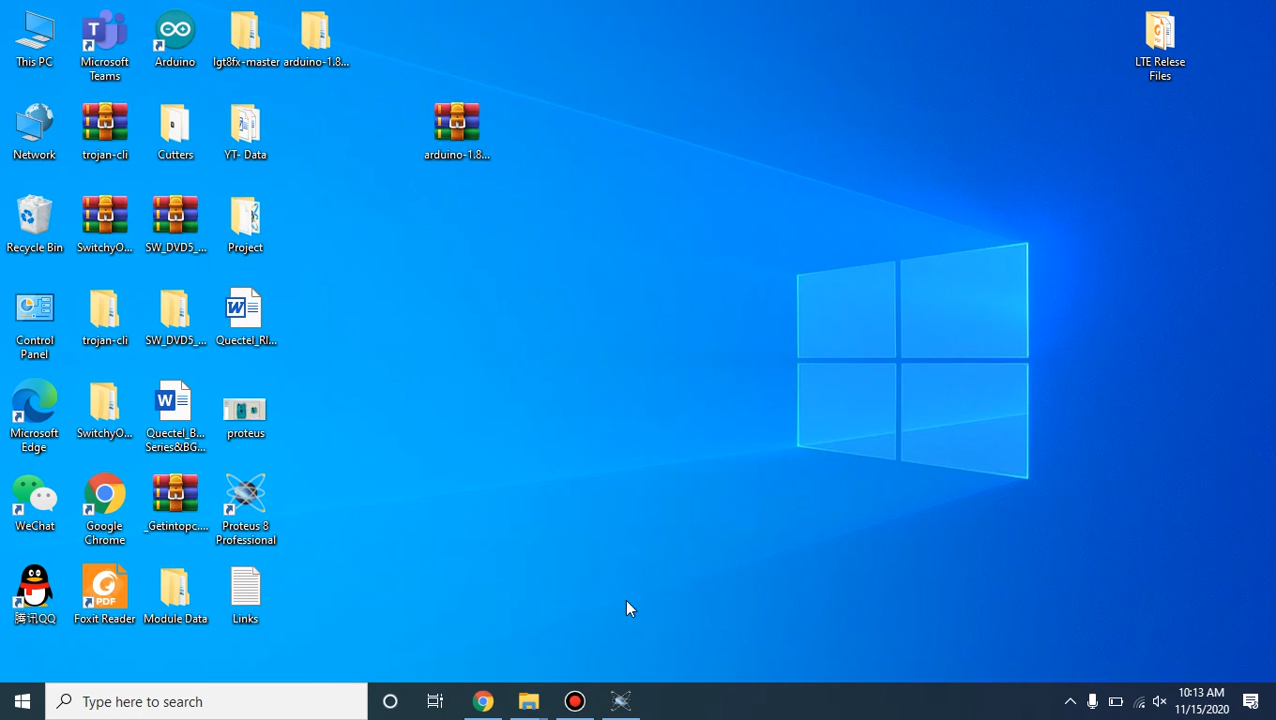 This PC
Microsoft
Teams
Arduino
lgt8fx-master
arduino-1.8...
LTE Relese
Files
Network
trojan-cli
Cutters
YT- Data
arduino-1.8...
Recycle Bin
SwitchyO...
SW_DVD5_...
Project
Control
Panel
trojan-cli
SW_DVD5_...
Quectel_RI...
Microsoft
Edge
SwitchyO...
Quectel_B...
Series&BG...
proteus
WeChat
Google
Chrome
_Getintopc....
Proteus 8
Professional
腾讯QQ
Foxit Reader
PDF
Module Data
Links
Type here to search
10:13 AM
11/15/2020